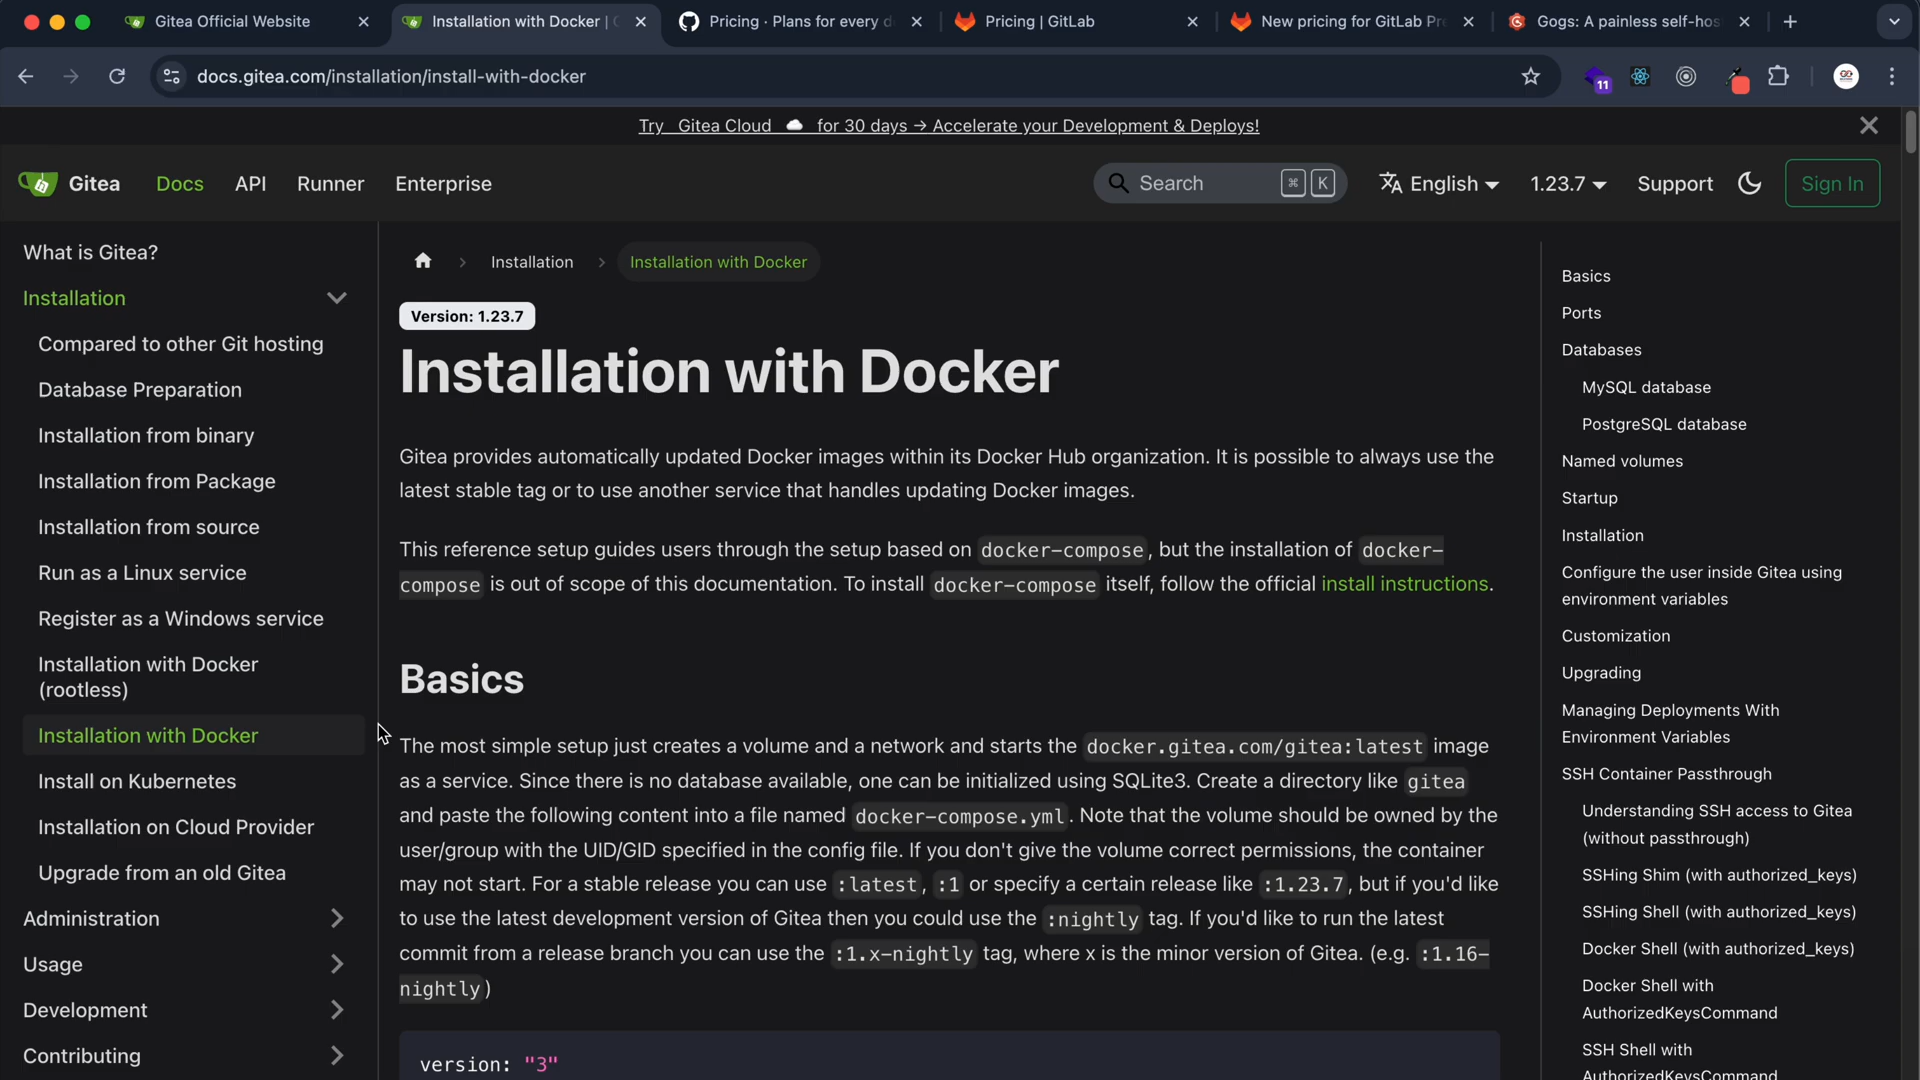 Gitea Official Website
Installation with Docker |
Pricing · Plans for every d
Pricing | GitLab
New pricing for GitLab Pre
Gogs: A painless self-hos
docs.gitea.com/installation/install-with-docker
11
Try Gitea Cloud ☁ for 30 days → Accelerate your Development & Deploys!
Gitea
Docs
API
Runner
Enterprise
Search
⌘ K
English
1.23.7
Support
Sign In
What is Gitea?
Installation
Compared to other Git hosting
Database Preparation
Installation from binary
Installation from Package
Installation from source
Run as a Linux service
Register as a Windows service
Installation with Docker
(rootless)
Installation with Docker
Install on Kubernetes
Installation on Cloud Provider
Upgrade from an old Gitea
Administration
Usage
Development
Contributing
Installation
Installation with Docker
Version: 1.23.7
Installation with Docker
Gitea provides automatically updated Docker images within its Docker Hub organization. It is possible to always use the
latest stable tag or to use another service that handles updating Docker images.
This reference setup guides users through the setup based on docker-compose, but the installation of docker-
compose is out of scope of this documentation. To install docker-compose itself, follow the official install instructions.
Basics
The most simple setup just creates a volume and a network and starts the docker.gitea.com/gitea:latest image
as a service. Since there is no database available, one can be initialized using SQLite3. Create a directory like gitea
and paste the following content into a file named docker-compose.yml. Note that the volume should be owned by the
user/group with the UID/GID specified in the config file. If you don't give the volume correct permissions, the container
may not start. For a stable release you can use :latest, :1 or specify a certain release like :1.23.7, but if you'd like
to use the latest development version of Gitea then you could use the :nightly tag. If you'd like to run the latest
commit from a release branch you can use the :1.x-nightly tag, where x is the minor version of Gitea. (e.g. :1.16-
nightly)
version: "3"
Basics
Ports
Databases
MySQL database
PostgreSQL database
Named volumes
Startup
Installation
Configure the user inside Gitea using
environment variables
Customization
Upgrading
Managing Deployments With
Environment Variables
SSH Container Passthrough
Understanding SSH access to Gitea
(without passthrough)
SSHing Shim (with authorized_keys)
SSHing Shell (with authorized_keys)
Docker Shell (with authorized_keys)
Docker Shell with
AuthorizedKeysCommand
SSH Shell with
AuthorizedKeysCommand